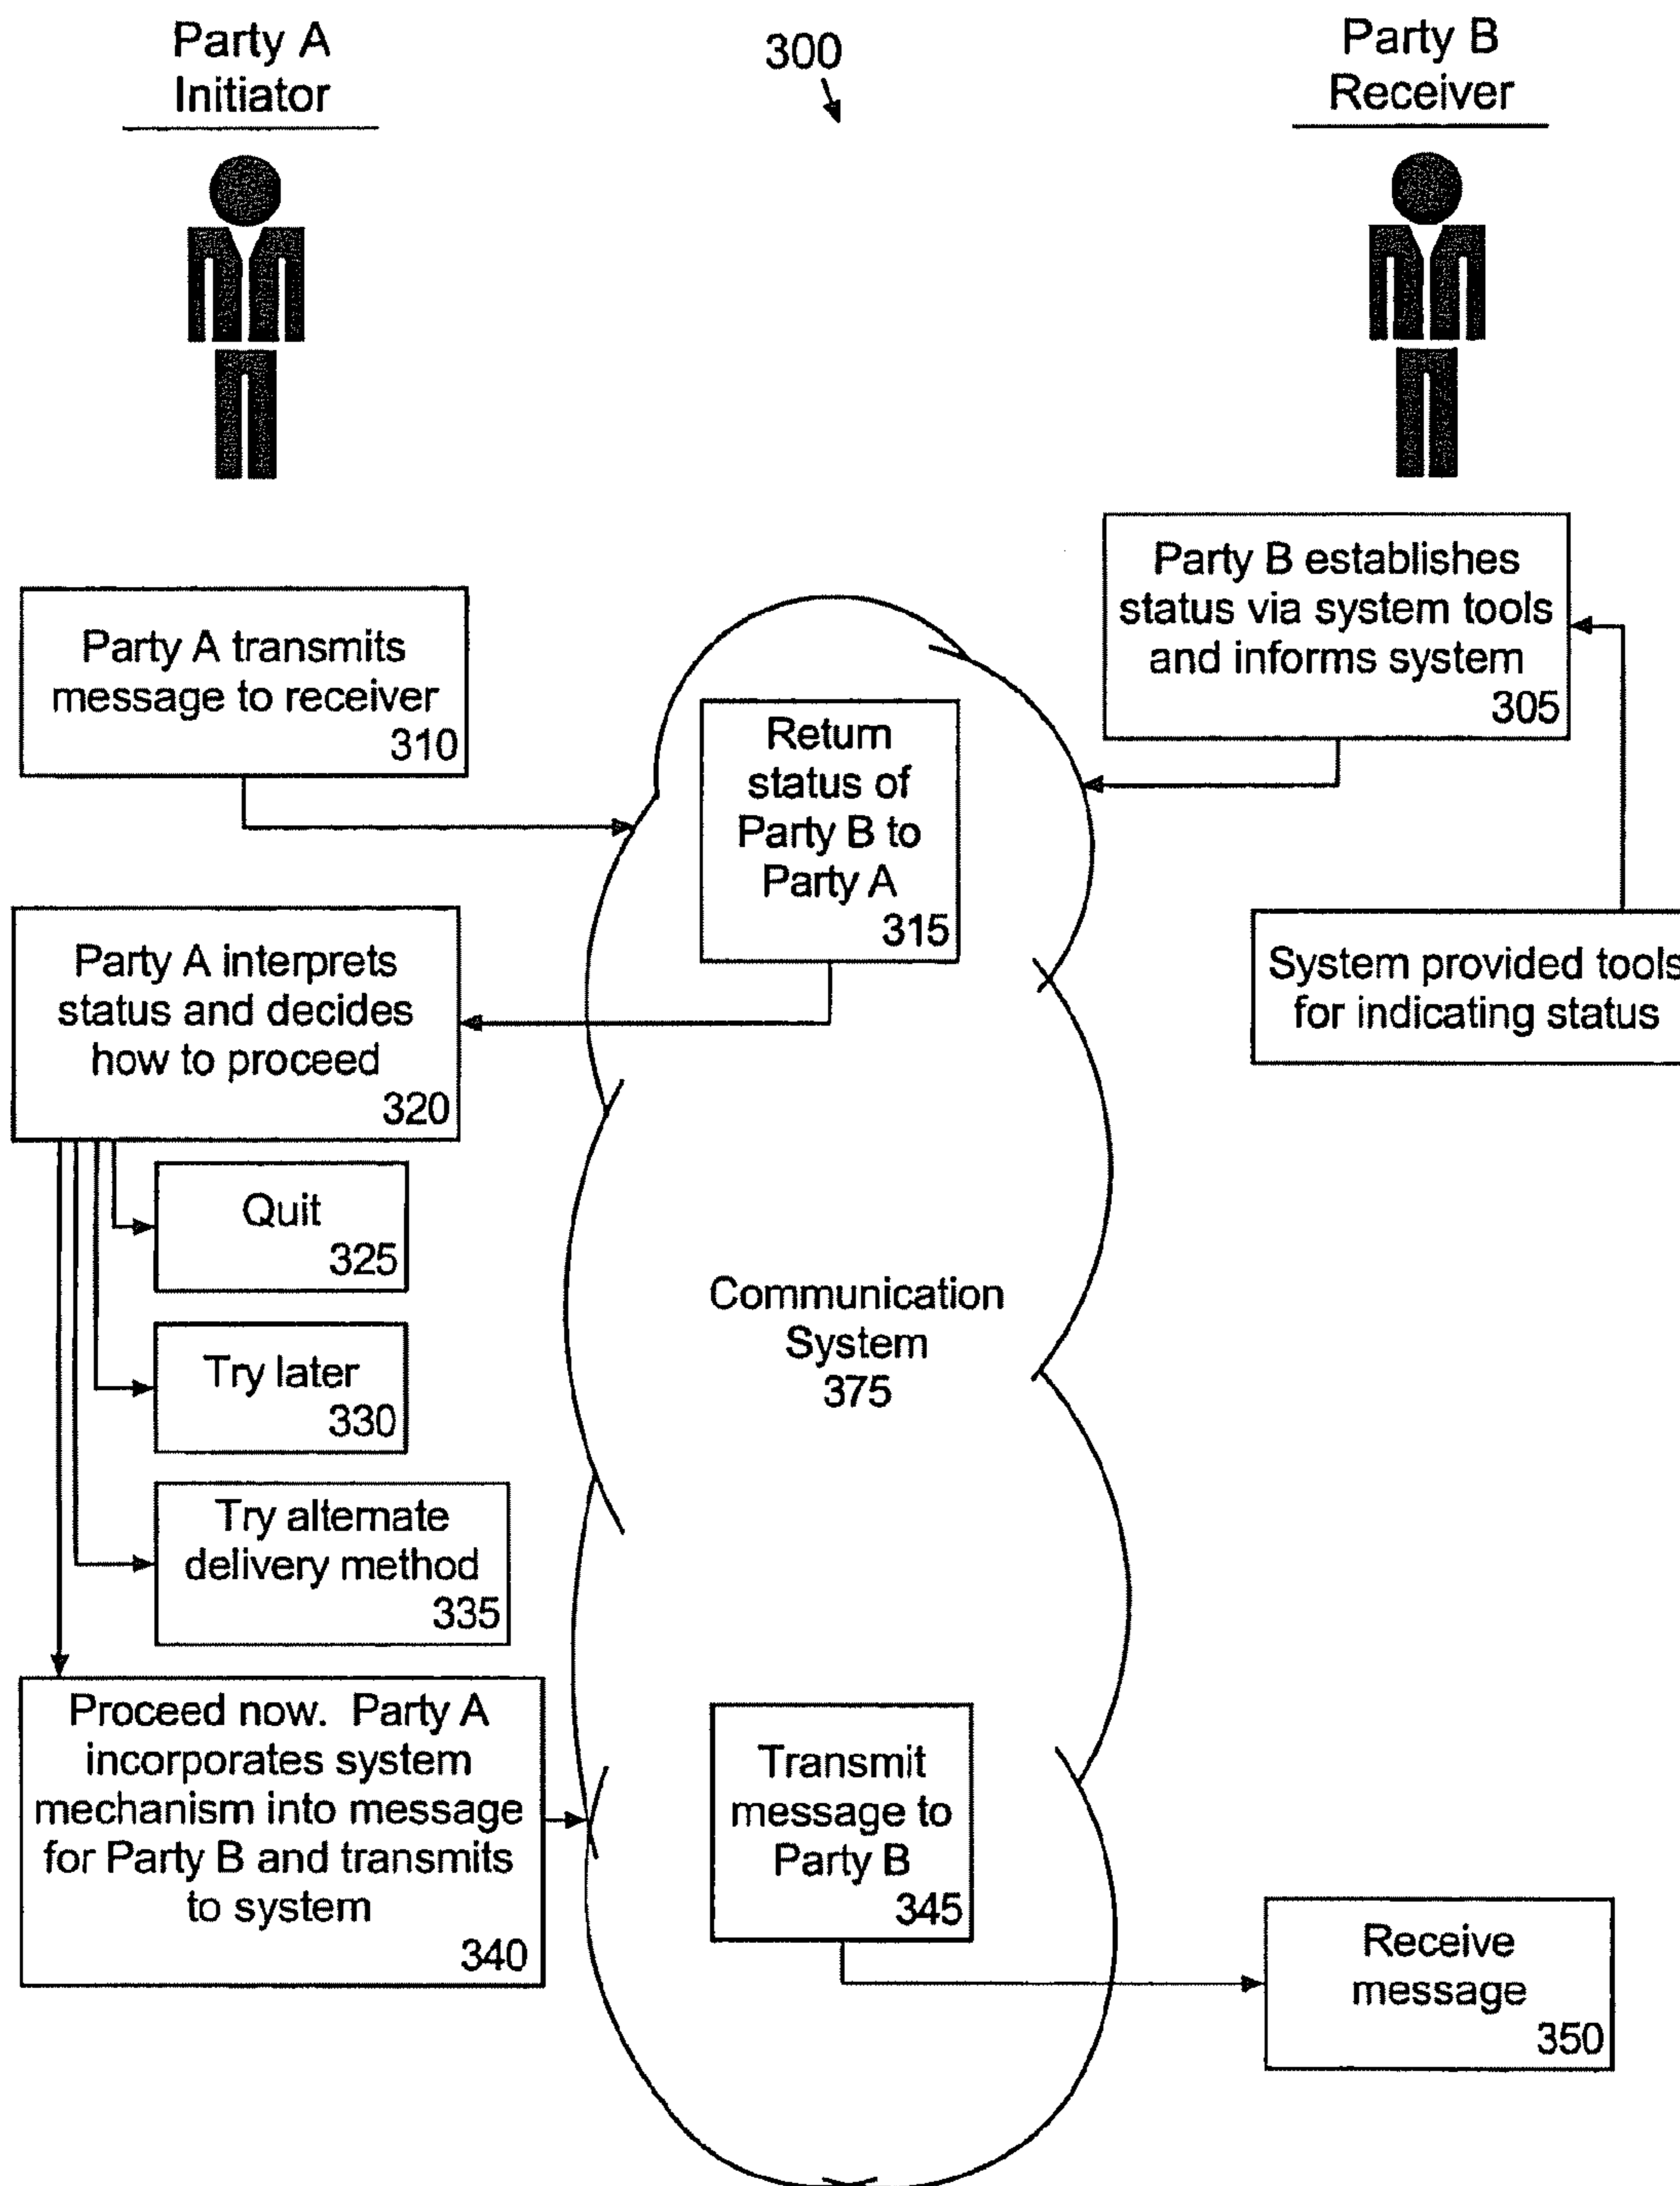 Party A
Initiator
300
Party B
Receiver
Party B establishes
status via system tools
and informs system
305
Party A transmits
message to receiver
310
Return
status of
Party B to
Party A
315
System provided tools
for indicating status
Party A interprets
status and decides
how to proceed
320
Quit
325
Try later
330
Try alternate
delivery method
335
Communication
System
375
Proceed now. Party A
incorporates system
mechanism into message
for Party B and transmits
to system
340
Transmit
message to
Party B
345
Receive
message
350